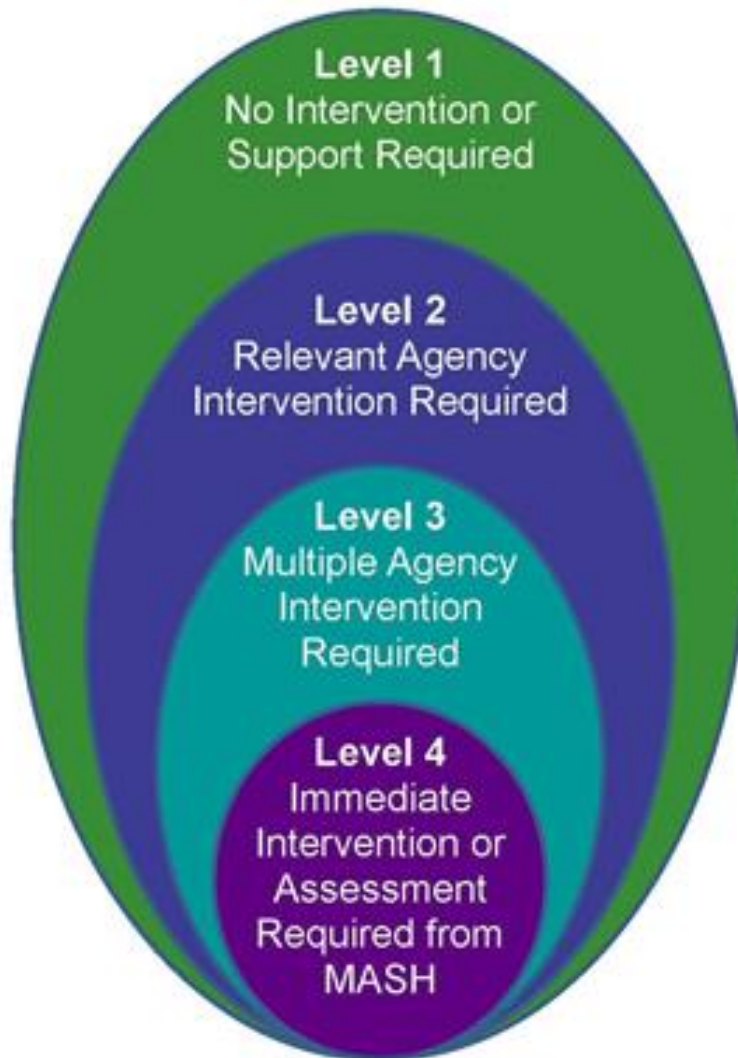 Level 1
No Intervention or
Support Required
Level 2
Relevant Agency
Intervention Required
Level 3
Multiple Agency
Intervention
Required
Level 4
Immediate
Intervention or
Assessment
Required from
MASH